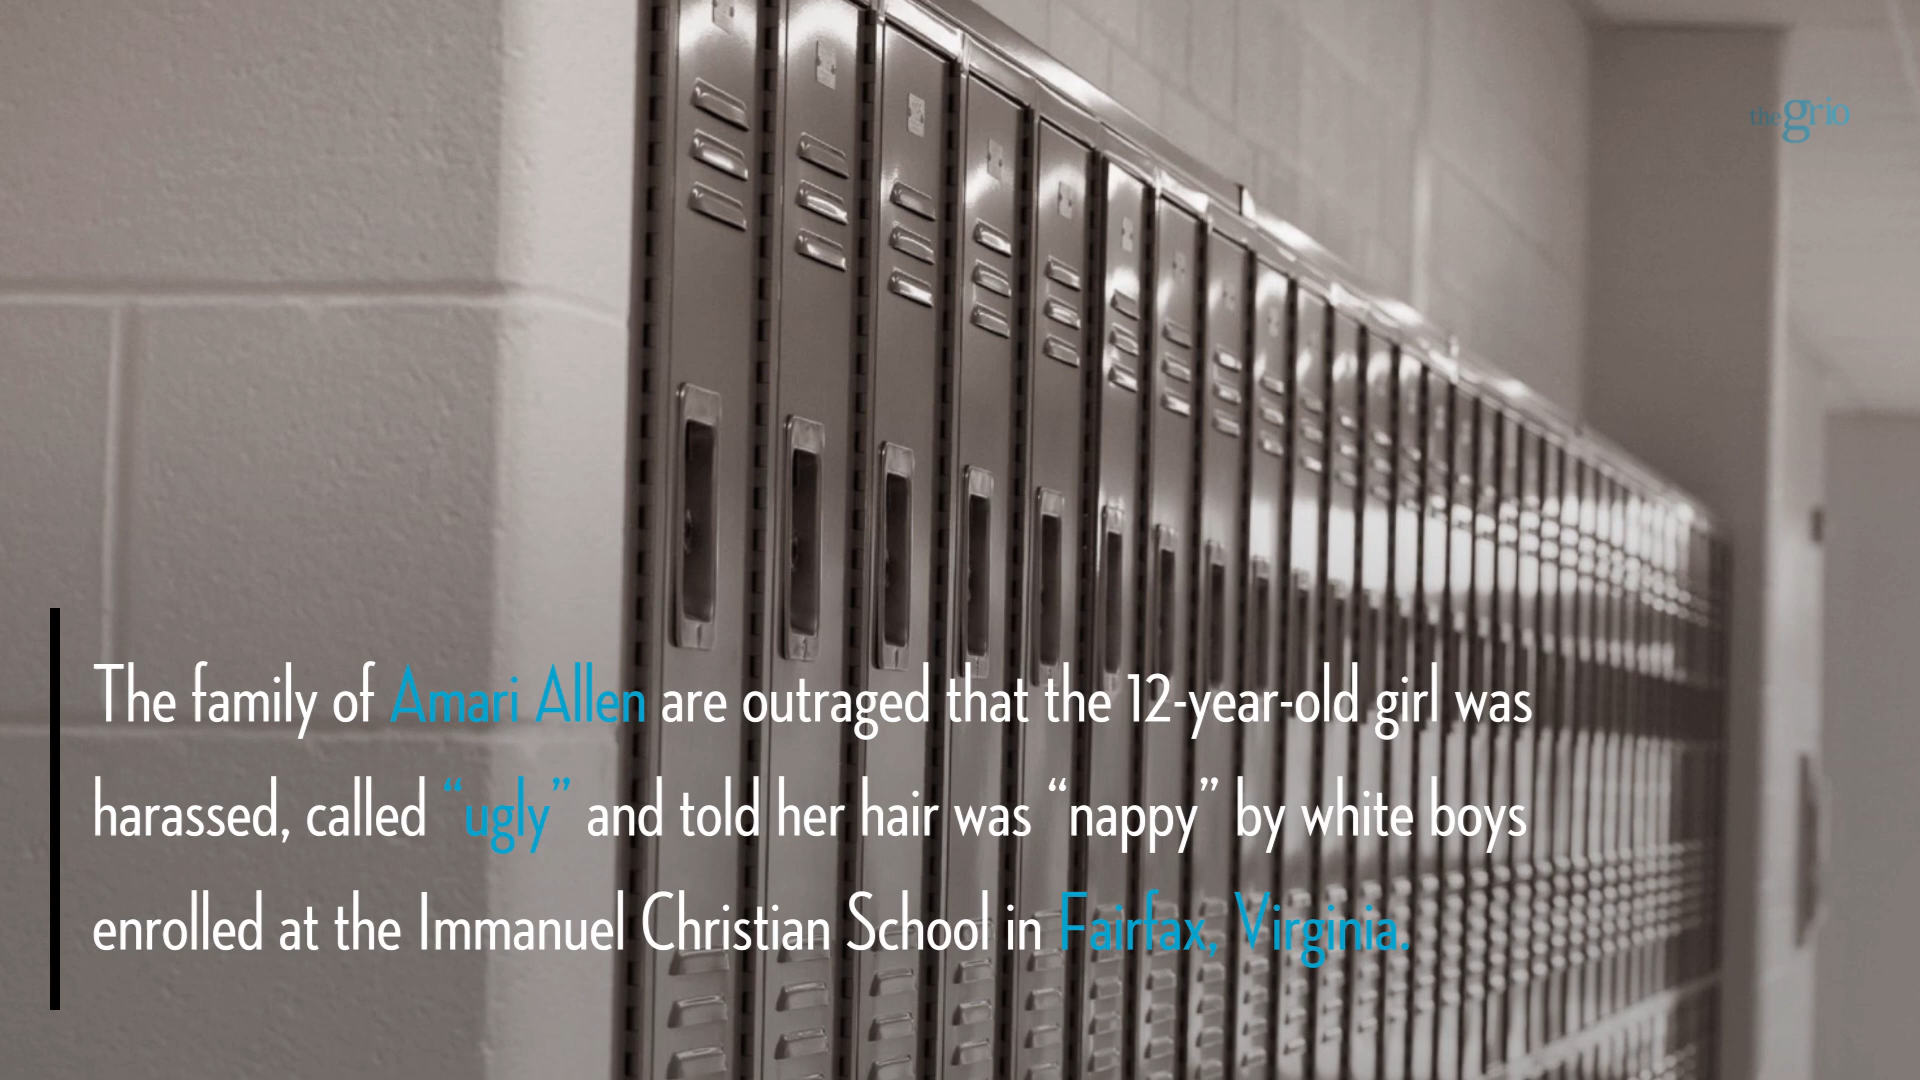 thegrio
The family of Amari Allen are outraged that the 12-year-old girl was
harassed, called “ugly” and told her hair was “nappy” by white boys
enrolled at the Immanuel Christian School in Fairfax, Virginia.